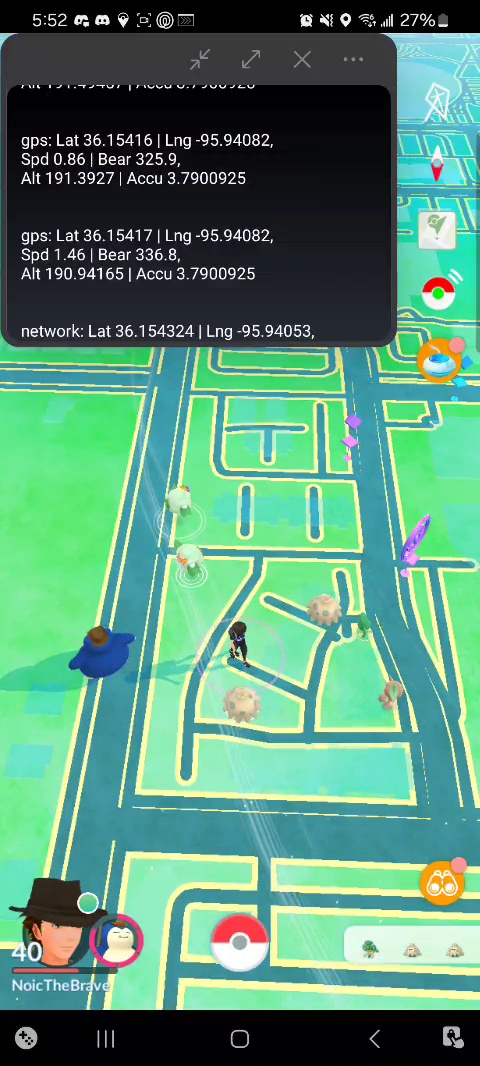 5:52
27%
gps: Lat 36.15416 | Lng -95.94082,
Spd 0.86 | Bear 325.9,
Alt 191.3927 | Accu 3.7900925
gps: Lat 36.15417 | Lng -95.94082,
Spd 1.46 | Bear 336.8,
Alt 190.94165 | Accu 3.7900925
network: Lat 36.154324 | Lng -95.94053,
40
NoicTheBrave